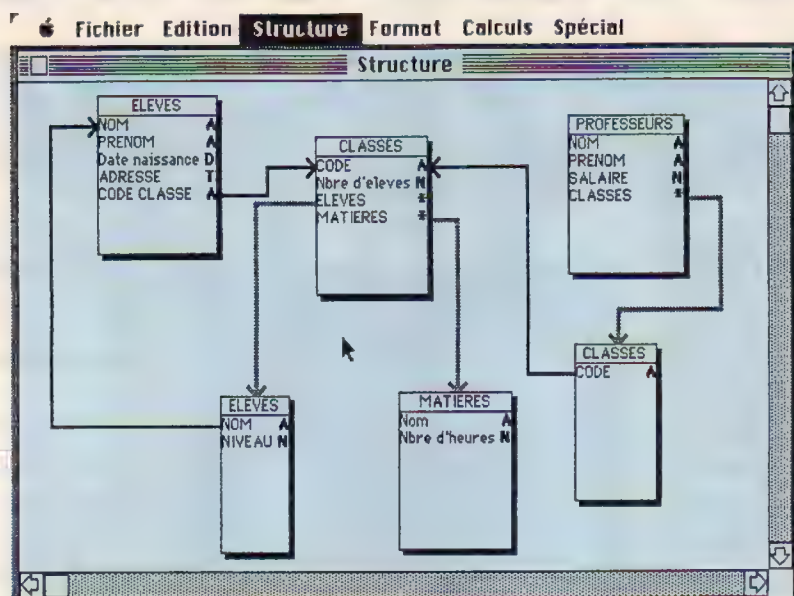 Fichier Edition Structure Format Calculs Spécial
Structure
ELEVES
NOM A
PRENOM A
Date naissance D
ADRESSE T
CODE CLASSE A
CLASSES
CODE A
Nbre d'eleves N
ELEVES *
MATIERES *
PROFESSEURS
NOM A
PRENOM A
SALAIRE N
CLASSES *
ELEVES
NOM A
NIVEAU N
MATIERES
Nom A
Nbre d'heures N
CLASSES
CODE A